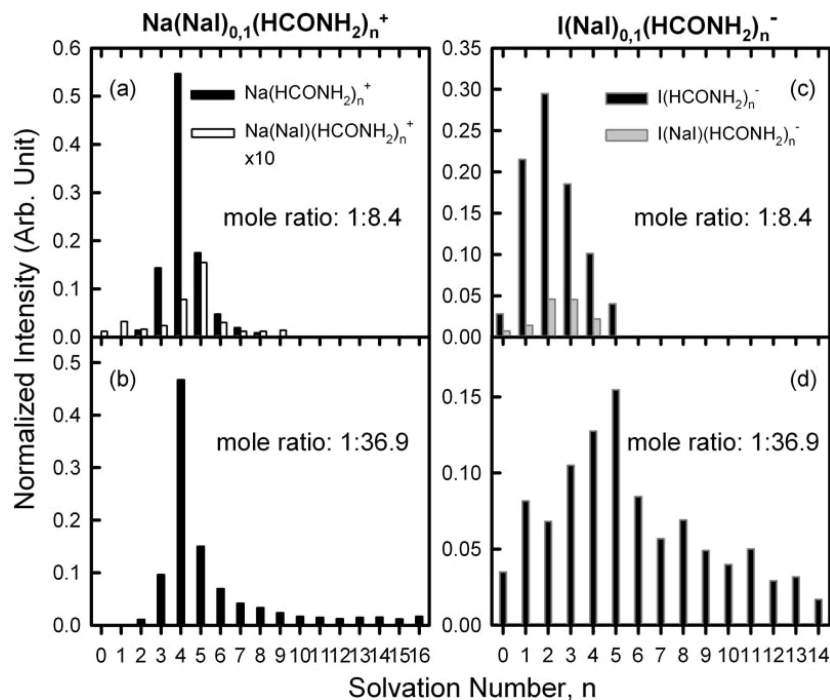 Na(NaI)0,1(HCONH2)n+
I(NaI)0,1(HCONH2)n-
Normalized Intensity (Arb. Unit)
0.6
0.5
0.4
0.3
0.2
0.1
0.0
(a)
Na(HCONH2)n+
Na(NaI)(HCONH2)n+
x10
mole ratio: 1:8.4
0.35
0.30
0.25
0.20
0.15
0.10
0.05
0.00
(c)
I(HCONH2)n-
I(NaI)(HCONH2)n-
mole ratio: 1:8.4
0.5
0.4
0.3
0.2
0.1
0.0
(b)
mole ratio: 1:36.9
0 1 2 3 4 5 6 7 8 9 10 11 12 13 14 15 16
0.15
0.10
0.05
0.00
(d)
mole ratio: 1:36.9
0 1 2 3 4 5 6 7 8 9 10 11 12 13 14
Solvation Number, n